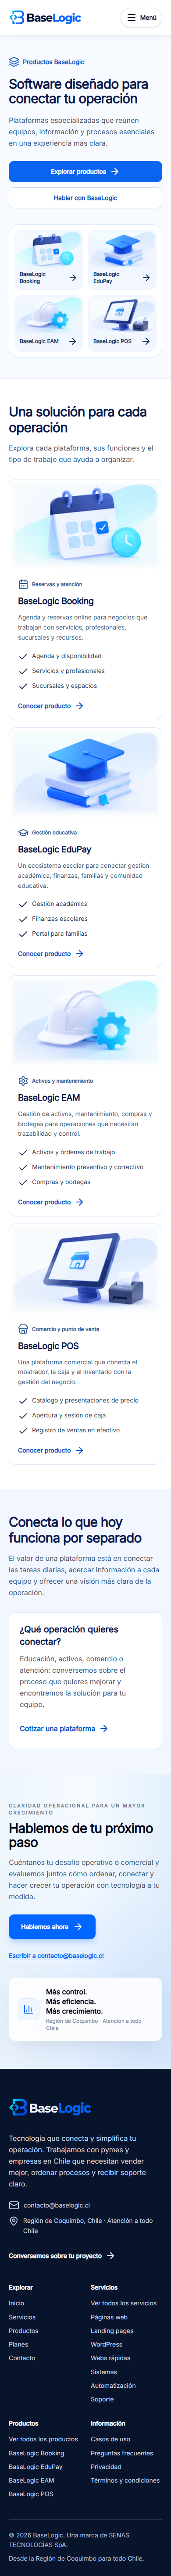 BaseLogic
Menú
Productos BaseLogic
Software diseñado para
conectar tu operación
Plataformas especializadas que reúnen
equipos, información y procesos esenciales
en una experiencia más clara.
Explorar productos
Hablar con BaseLogic
BaseLogic
Booking
BaseLogic
EduPay
BaseLogic EAM
BaseLogic POS
Una solución para cada
operación
Explora cada plataforma, sus funciones y el
tipo de trabajo que ayuda a organizar.
Reservas y atención
BaseLogic Booking
Agenda y reservas online para negocios que
trabajan con servicios, profesionales,
sucursales y recursos.
Agenda y disponibilidad
Servicios y profesionales
Sucursales y espacios
Conocer producto
Gestión educativa
BaseLogic EduPay
Un ecosistema escolar para conectar gestión
académica, finanzas, familias y comunidad
educativa.
Gestión académica
Finanzas escolares
Portal para familias
Conocer producto
Activos y mantenimiento
BaseLogic EAM
Gestión de activos, mantenimiento, compras y
bodegas para operaciones que necesitan
trazabilidad y control.
Activos y órdenes de trabajo
Mantenimiento preventivo y correctivo
Compras y bodegas
Conocer producto
Comercio y punto de venta
BaseLogic POS
Una plataforma comercial que conecta el
mostrador, la caja y el inventario con la
gestión del negocio.
Catálogo y presentaciones de precio
Apertura y sesión de caja
Registro de ventas en efectivo
Conocer producto
Conecta lo que hoy
funciona por separado
El valor de una plataforma está en conectar
las tareas diarias, acercar información a cada
equipo y ofrecer una visión más clara de la
operación.
¿Qué operación quieres
conectar?
Educación, activos, comercio o
atención: conversemos sobre el
proceso que quieres mejorar y
encontremos la solución para tu
equipo.
Cotizar una plataforma
CLARIDAD OPERACIONAL PARA UN MAYOR
CRECIMIENTO
Hablemos de tu próximo
paso
Cuéntanos tu desafío operativo o comercial y
evaluemos juntos cómo ordenar, conectar y
hacer crecer tu operación con tecnología a tu
medida.
Hablemos ahora
Escribir a contacto@baselogic.cl
Más control.
Más eficiencia.
Más crecimiento.
Región de Coquimbo · Atención a todo
Chile
BaseLogic
Tecnología que conecta y simplifica tu
operación. Trabajamos con pymes y
empresas en Chile que necesitan vender
mejor, ordenar procesos y recibir soporte
claro.
contacto@baselogic.cl
Región de Coquimbo, Chile · Atención a todo
Chile
Conversemos sobre tu proyecto
Explorar
Inicio
Servicios
Productos
Planes
Contacto
Servicios
Ver todos los servicios
Páginas web
Landing pages
WordPress
Webs rápidas
Sistemas
Automatización
Soporte
Productos
Ver todos los productos
BaseLogic Booking
BaseLogic EduPay
BaseLogic EAM
BaseLogic POS
Información
Casos de uso
Preguntas frecuentes
Privacidad
Términos y condiciones
© 2026 BaseLogic. Una marca de SENAS
TECNOLOGÍAS SpA.
Desde la Región de Coquimbo para todo Chile.